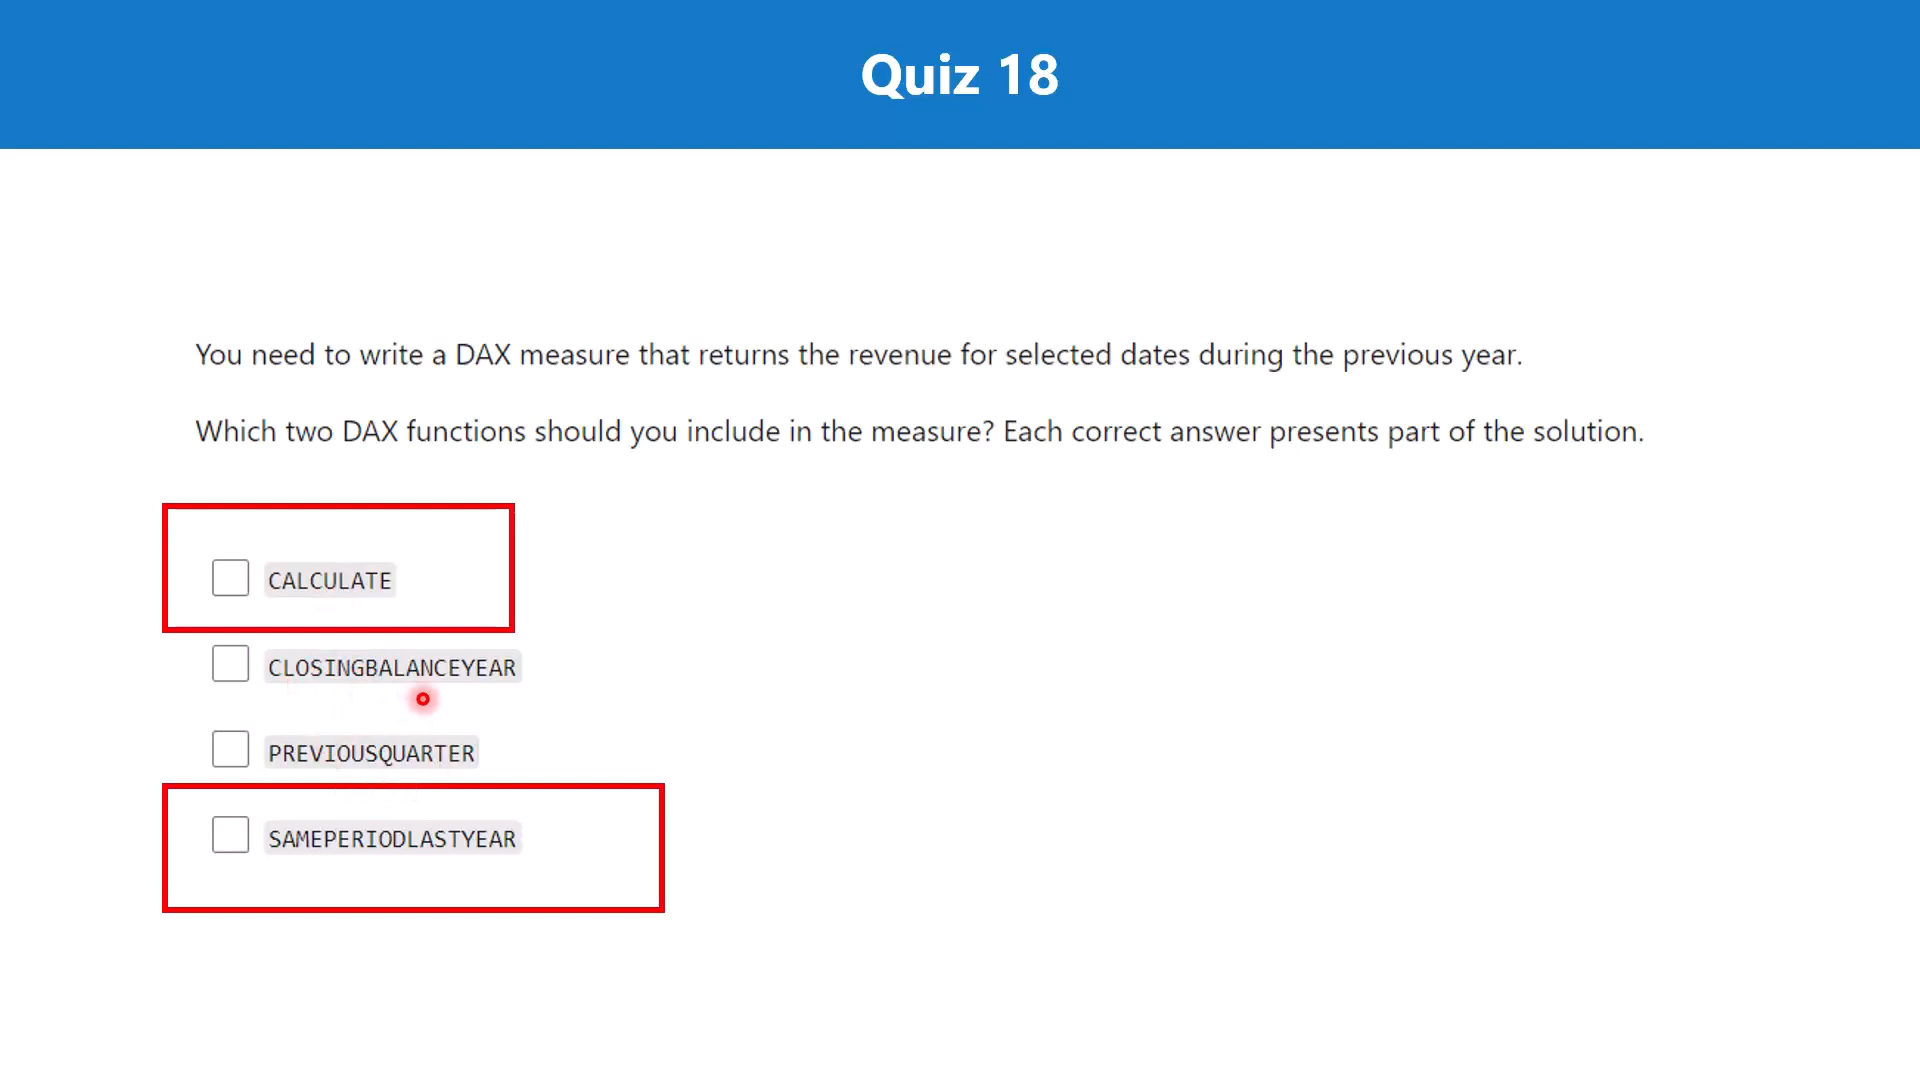 Quiz 18
You need to write a DAX measure that returns the revenue for selected dates during the previous year.
Which two DAX functions should you include in the measure? Each correct answer presents part of the solution.
CALCULATE
CLOSINGBALANCEYEAR
PREVIOUSQUARTER
SAMEPERIODLASTYEAR